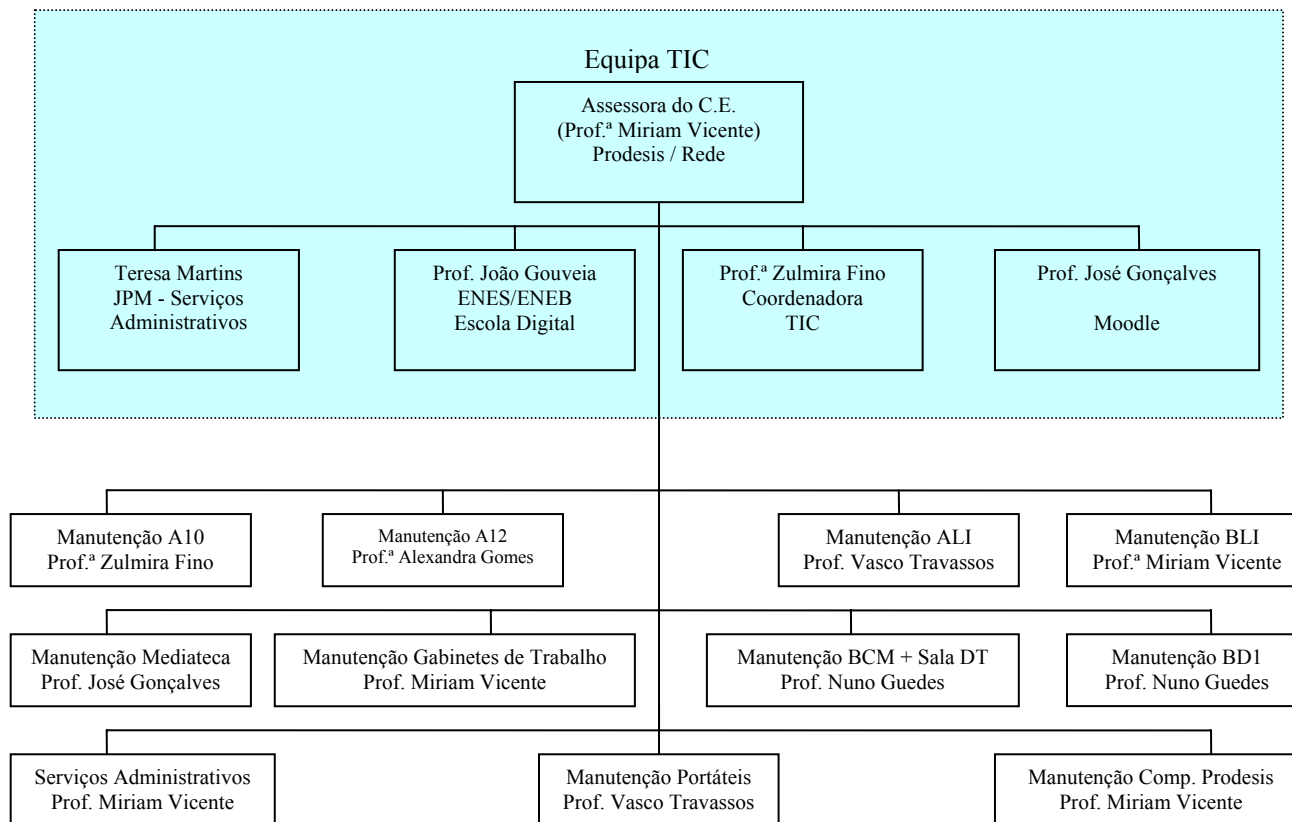 Equipa TIC
Assessora do C.E.
(Prof.ª Miriam Vicente)
Prodesis / Rede
Teresa Martins
JPM - Serviços
Administrativos
Prof. João Gouveia
ENES/ENEB
Escola Digital
Prof.ª Zulmira Fino
Coordenadora
TIC
Prof. José Gonçalves
Moodle
Manutenção A10
Prof.ª Zulmira Fino
Manutenção A12
Prof.ª Alexandra Gomes
Manutenção ALI
Prof. Vasco Travassos
Manutenção BLI
Prof.ª Miriam Vicente
Manutenção Mediateca
Prof. José Gonçalves
Manutenção Gabinetes de Trabalho
Prof. Miriam Vicente
Manutenção BCM + Sala DT
Prof. Nuno Guedes
Manutenção BD1
Prof. Nuno Guedes
Serviços Administrativos
Prof. Miriam Vicente
Manutenção Portáteis
Prof. Vasco Travassos
Manutenção Comp. Prodesis
Prof. Miriam Vicente